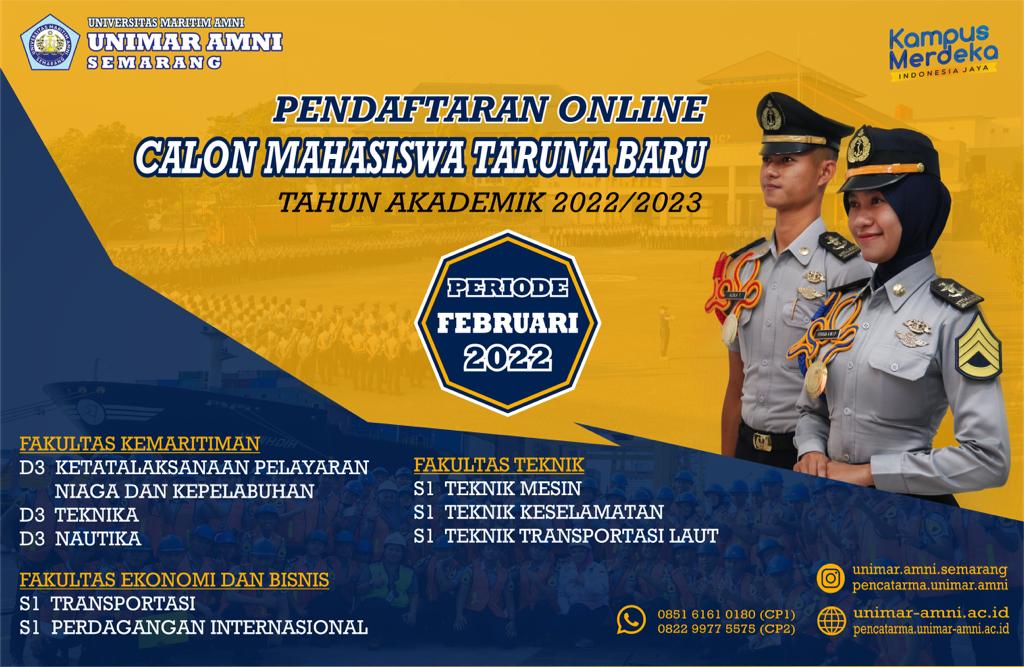 UNIVERSITAS MARITIM AMNI
UNIMAR AMNI
SEMARANG
Kampus
Merdeka
INDONESIA JAYA
PENDAFTARAN ONLINE
CALON MAHASISWA TARUNA BARU
TAHUN AKADEMIK 2022/2023
PERIODE
FEBRUARI
2022
FAKULTAS KEMARITIMAN
D3 KETATALAKSANAAN PELAYARAN
NIAGA DAN KEPELABUHAN
D3 TEKNIKA
D3 NAUTIKA
FAKULTAS EKONOMI DAN BISNIS
S1 TRANSPORTASI
S1 PERDAGANGAN INTERNASIONAL
FAKULTAS TEKNIK
S1 TEKNIK MESIN
S1 TEKNIK KESELAMATAN
S1 TEKNIK TRANSPORTASI LAUT
0851 6161 0180 (CP1)
0822 9977 5575 (CP2)
unimar.amni.semarang
pencatarma.unimar.amni
unimar-amni.ac.id
pencatarma.unimar-amni.ac.id